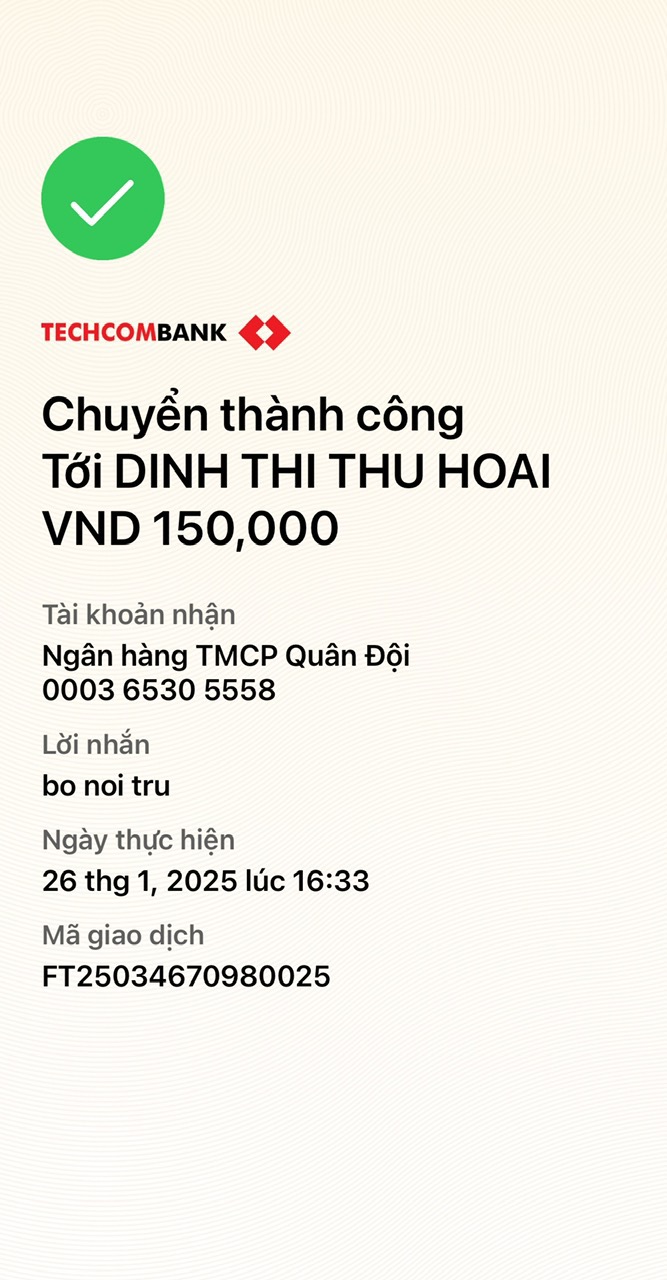 TECHCOMBANK
Chuyển thành công
Tới DINH THI THU HOAI
VND 150,000
Tài khoản nhận
Ngân hàng TMCP Quân Đội
0003 6530 5558
Lời nhắn
bo noi tru
Ngày thực hiện
26 thg 1, 2025 lúc 16:33
Mã giao dịch
FT25034670980025